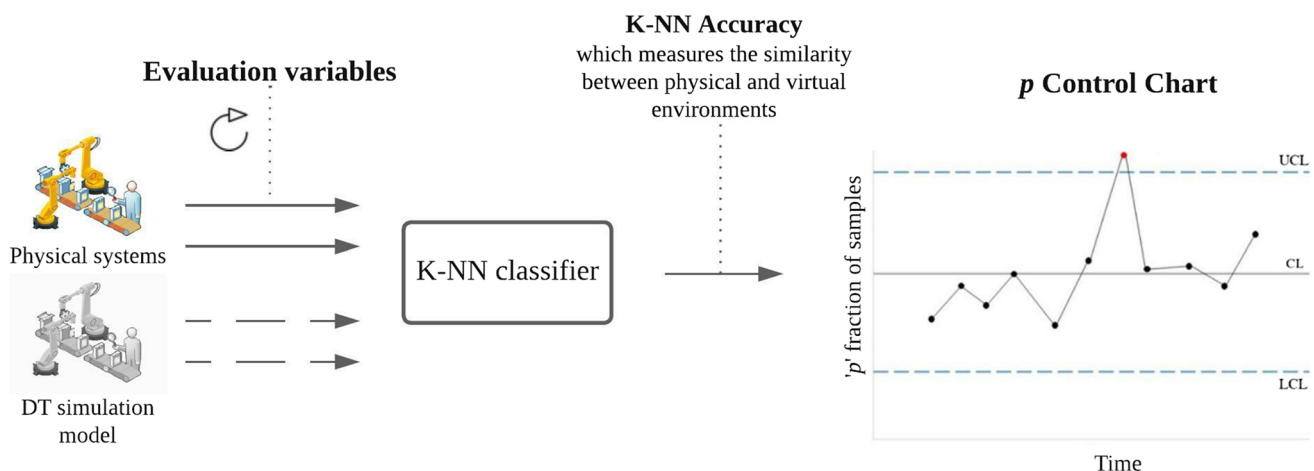 Evaluation variables
Physical systems
DT simulation
model
K-NN classifier
K-NN Accuracy
which measures the similarity
between physical and virtual
environments
p Control Chart
'p' fraction of samples
UCL
CL
LCL
Time